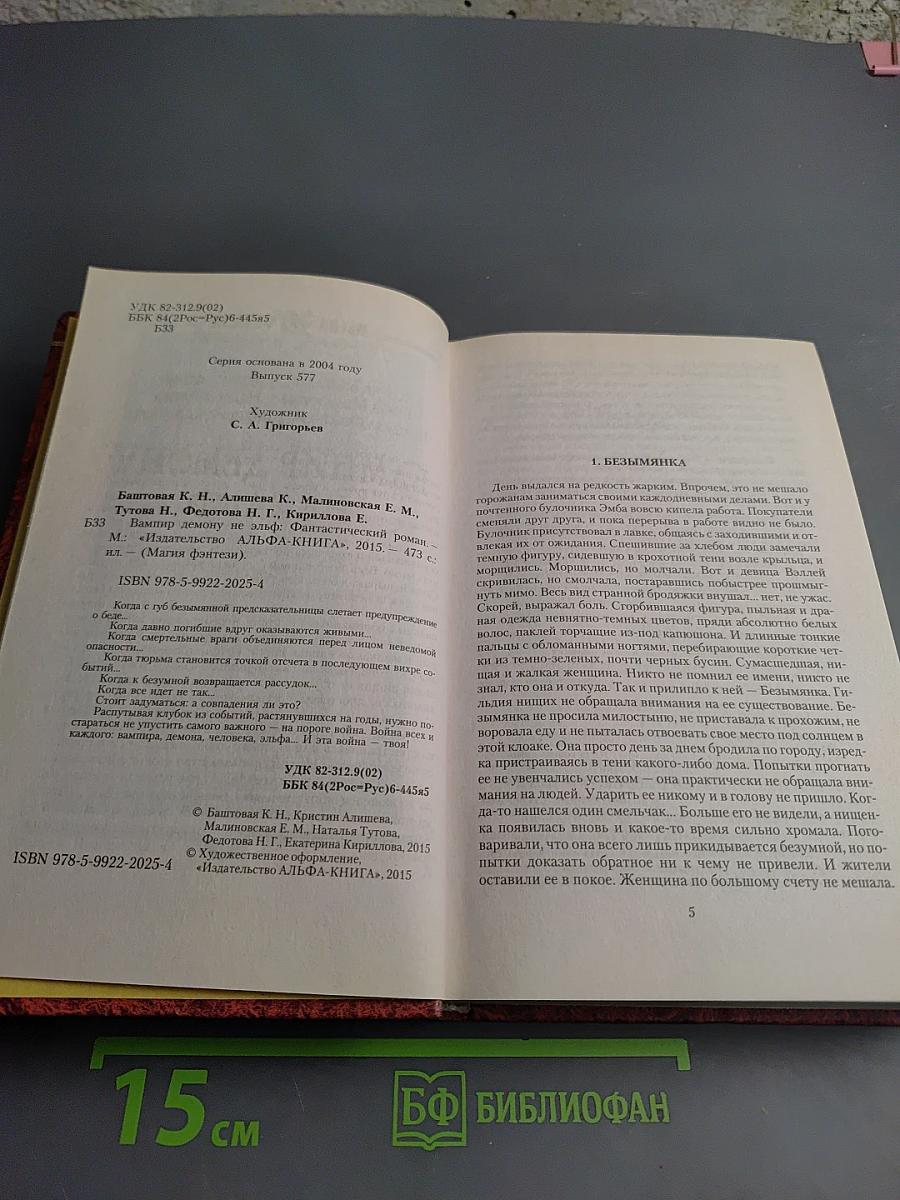 УДК 82-312.9(02)
ББК 84(2Рос=Рус)6-445я5
Б33
Серия основана в 2004 году
Выпуск 577
Художник
С. А. Григорьев
Баштовая К. Н., Алишева К., Малиновская Е. М.,
Тутова Н., Федотова Н. Г., Кириллова Е.
Б33 Вампир демону не эльф: Фантастический роман. —
М.: «Издательство АЛЬФА-КНИГА», 2015. — 473 с.:
ил. — (Магия фэнтези).
ISBN 978-5-9922-2025-4
Когда с губ безымянной предсказательницы слетает предупреждение
о беде...
Когда давно погибшие вдруг оказываются живыми...
Когда смертельные враги объединяются перед лицом неведомой
опасности...
Когда тюрьма становится точкой отсчета в последующем вихре со-
бытий...
Когда к безумной возвращается рассудок...
Когда все идет не так...
Стоит задуматься: а совпадения ли это?
Распутывая клубок из событий, растянувшихся на годы, нужно по-
стараться не упустить самого важного — на пороге война. Война всех и
каждого: вампира, демона, человека, эльфа... И эта война — твоя!
УДК 82-312.9(02)
ББК 84(2Рос=Рус)6-445я5
© Баштовая К. Н., Кристин Алишева,
Малиновская Е. М., Наталья Тутова,
Федотова Н. Г., Екатерина Кириллова, 2015
© Художественное оформление,
«Издательство АЛЬФА-КНИГА», 2015
ISBN 978-5-9922-2025-4
1. БЕЗЫМЯНКА
День выдался на редкость жарким. Впрочем, это не мешало
горожанам заниматься своими каждодневными делами. Вот и у
почтенного булочника Эмба вовсю кипела работа. Покупатели
сменяли друг друга, и пока перерыва в работе видно не было.
Булочник присутствовал в лавке, общаясь с заходившими и от-
влекая их от ожидания. Спешившие за хлебом люди замечали
темную фигуру, сидевшую в крохотной тени возле крыльца, и
морщились. Морщились, но молчали. Вот и девица Вэллей
скривилась, но смолчала, постаравшись побыстрее прошмыг-
нуть мимо. Весь вид странной бродяжки внушал... нет, не ужас.
Скорей, выражал боль. Сгорбившаяся фигура, пыльная и дра-
ная одежда невнятно-темных цветов, пряди абсолютно белых
волос, паклей торчащие из-под капюшона. И длинные тонкие
пальцы с обломанными ногтями, перебирающие короткие чет-
ки из темно-зеленых, почти черных бусин. Сумасшедшая, ни-
щая и жалкая женщина. Никто не помнил ее имени, никто не
знал, кто она и откуда. Так и прилипло к ней — Безымянка. Ги-
льдия нищих не обращала внимания на ее существование. Бе-
зымянка не просила милостыню, не приставала к прохожим, не
воровала еду и не пыталась отвоевать свое место под солнцем в
этой клоаке. Она просто день за днем бродила по городу, изред-
ка пристраиваясь в тени какого-либо дома. Попытки прогнать
ее не увенчались успехом — она практически не обращала вни-
мания на людей. Ударить ее никому и в голову не пришло. Ког-
да-то нашелся один смельчак... Больше его не видели, а нищен-
ка появилась вновь и какое-то время сильно хромала. Пого-
варивали, что она всего лишь прикидывается безумной, но по-
пытки доказать обратное ни к чему не привели. И жители
оставили ее в покое. Женщина по большому счету не мешала.
5
15 см
БФ БИБЛИОФАН